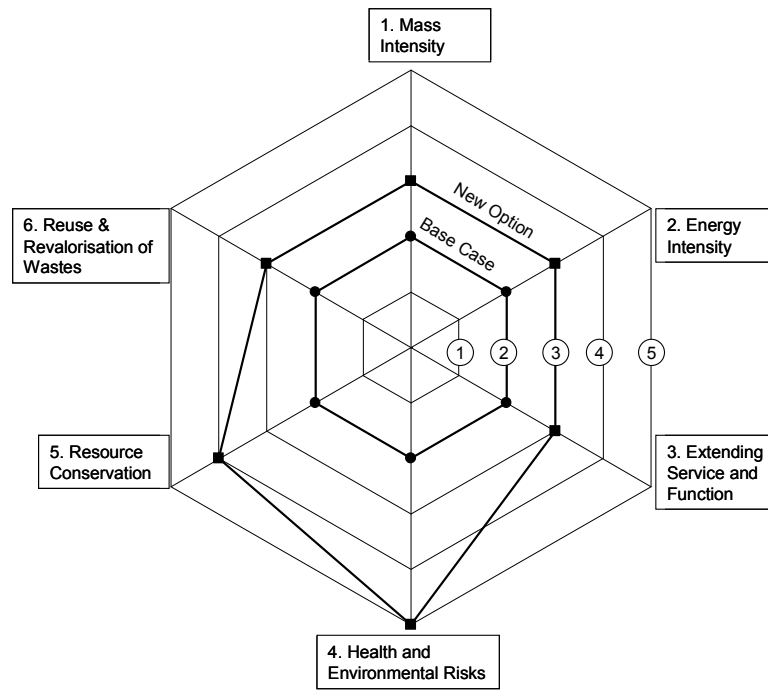 1. Mass
Intensity
New Option
Base Case
6. Reuse &
Revalorisation of
Wastes
2. Energy
Intensity
1 2 3 4 5
5. Resource
Conservation
3. Extending
Service and
Function
4. Health and
Environmental Risks